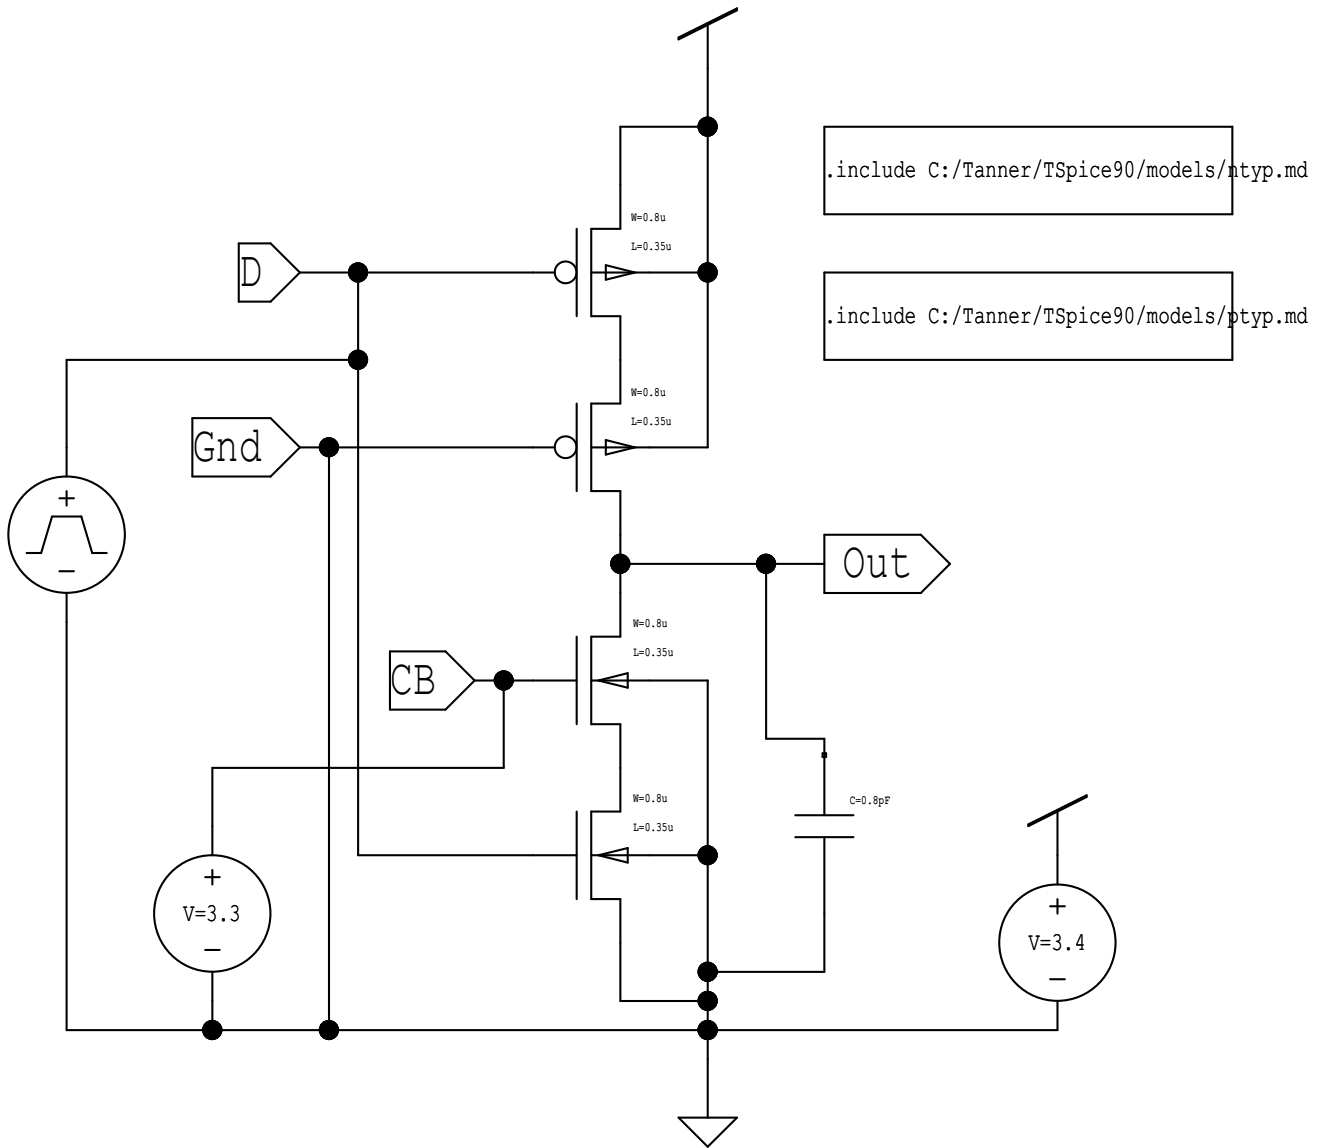 .include C:/Tanner/TSpice90/models/ntyp.md
W=0.8u
L=0.35u
D
.include C:/Tanner/TSpice90/models/ptyp.md
W=0.8u
L=0.35u
Gnd
+
−
Out
W=0.8u
L=0.35u
CB
W=0.8u
L=0.35u
C=0.8pF
+
V=3.3
−
+
V=3.4
−